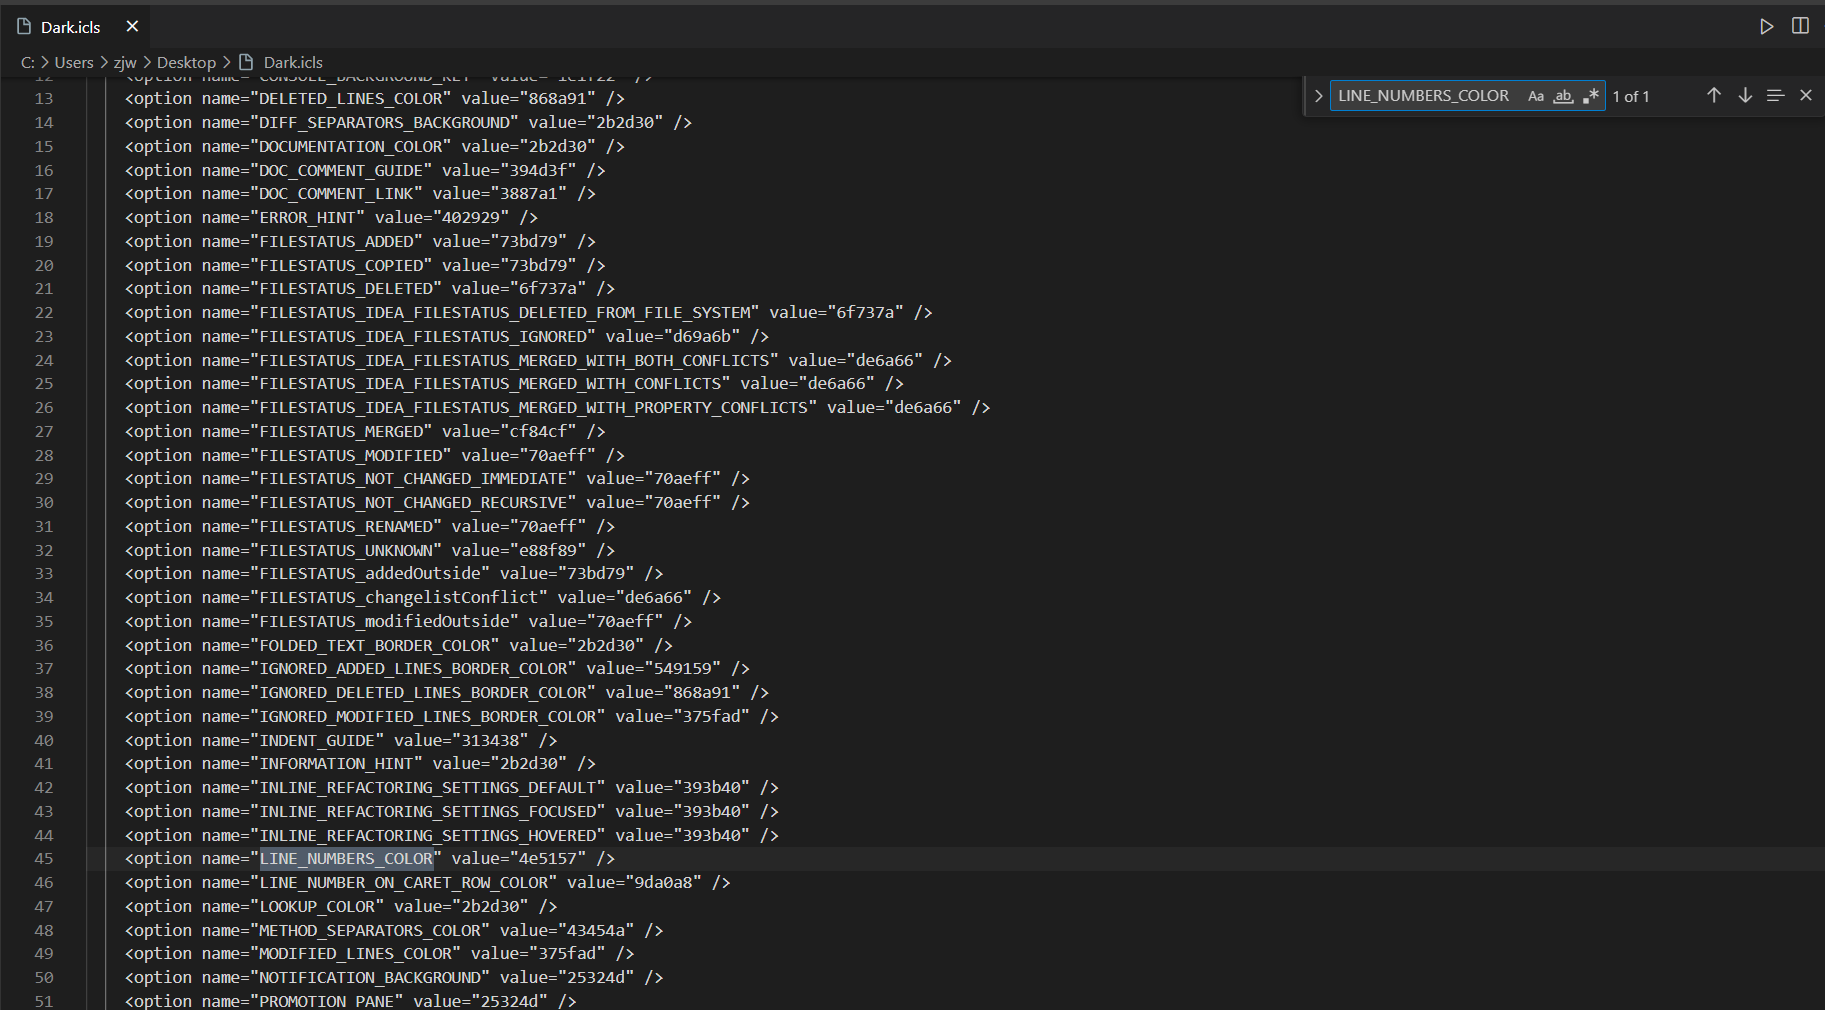 Dark.icls
C: > Users > zjw > Desktop > Dark.icls
LINE_NUMBERS_COLOR Aa ab .* 1 of 1
12 <option name="CONSOLE_BACKGROUND_KEY" value="1e1f22" />
13 <option name="DELETED_LINES_COLOR" value="868a91" />
14 <option name="DIFF_SEPARATORS_BACKGROUND" value="2b2d30" />
15 <option name="DOCUMENTATION_COLOR" value="2b2d30" />
16 <option name="DOC_COMMENT_GUIDE" value="394d3f" />
17 <option name="DOC_COMMENT_LINK" value="3887a1" />
18 <option name="ERROR_HINT" value="402929" />
19 <option name="FILESTATUS_ADDED" value="73bd79" />
20 <option name="FILESTATUS_COPIED" value="73bd79" />
21 <option name="FILESTATUS_DELETED" value="6f737a" />
22 <option name="FILESTATUS_IDEA_FILESTATUS_DELETED_FROM_FILE_SYSTEM" value="6f737a" />
23 <option name="FILESTATUS_IDEA_FILESTATUS_IGNORED" value="d69a6b" />
24 <option name="FILESTATUS_IDEA_FILESTATUS_MERGED_WITH_BOTH_CONFLICTS" value="de6a66" />
25 <option name="FILESTATUS_IDEA_FILESTATUS_MERGED_WITH_CONFLICTS" value="de6a66" />
26 <option name="FILESTATUS_IDEA_FILESTATUS_MERGED_WITH_PROPERTY_CONFLICTS" value="de6a66" />
27 <option name="FILESTATUS_MERGED" value="cf84cf" />
28 <option name="FILESTATUS_MODIFIED" value="70aeff" />
29 <option name="FILESTATUS_NOT_CHANGED_IMMEDIATE" value="70aeff" />
30 <option name="FILESTATUS_NOT_CHANGED_RECURSIVE" value="70aeff" />
31 <option name="FILESTATUS_RENAMED" value="70aeff" />
32 <option name="FILESTATUS_UNKNOWN" value="e88f89" />
33 <option name="FILESTATUS_addedOutside" value="73bd79" />
34 <option name="FILESTATUS_changelistConflict" value="de6a66" />
35 <option name="FILESTATUS_modifiedOutside" value="70aeff" />
36 <option name="FOLDED_TEXT_BORDER_COLOR" value="2b2d30" />
37 <option name="IGNORED_ADDED_LINES_BORDER_COLOR" value="549159" />
38 <option name="IGNORED_DELETED_LINES_BORDER_COLOR" value="868a91" />
39 <option name="IGNORED_MODIFIED_LINES_BORDER_COLOR" value="375fad" />
40 <option name="INDENT_GUIDE" value="313438" />
41 <option name="INFORMATION_HINT" value="2b2d30" />
42 <option name="INLINE_REFACTORING_SETTINGS_DEFAULT" value="393b40" />
43 <option name="INLINE_REFACTORING_SETTINGS_FOCUSED" value="393b40" />
44 <option name="INLINE_REFACTORING_SETTINGS_HOVERED" value="393b40" />
45 <option name="LINE_NUMBERS_COLOR" value="4e5157" />
46 <option name="LINE_NUMBER_ON_CARET_ROW_COLOR" value="9da0a8" />
47 <option name="LOOKUP_COLOR" value="2b2d30" />
48 <option name="METHOD_SEPARATORS_COLOR" value="43454a" />
49 <option name="MODIFIED_LINES_COLOR" value="375fad" />
50 <option name="NOTIFICATION_BACKGROUND" value="25324d" />
51 <option name="PROMOTION_PANE" value="25324d" />